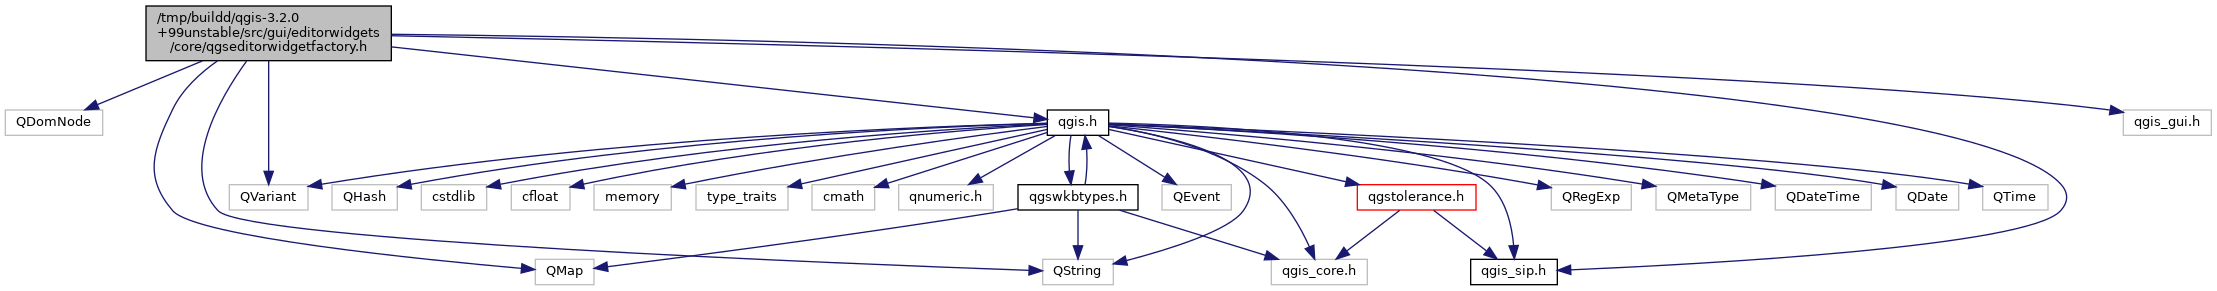 /tmp/buildd/qgis-3.2.0
+99unstable/src/gui/editorwidgets
/core/qgseditorwidgetfactory.h
QDomNode
qgis.h
qgis_gui.h
QVariant
QHash
cstdlib
cfloat
memory
type_traits
cmath
qnumeric.h
qgswkbtypes.h
QEvent
qgstolerance.h
QRegExp
QMetaType
QDateTime
QDate
QTime
QMap
QString
qgis_core.h
qgis_sip.h